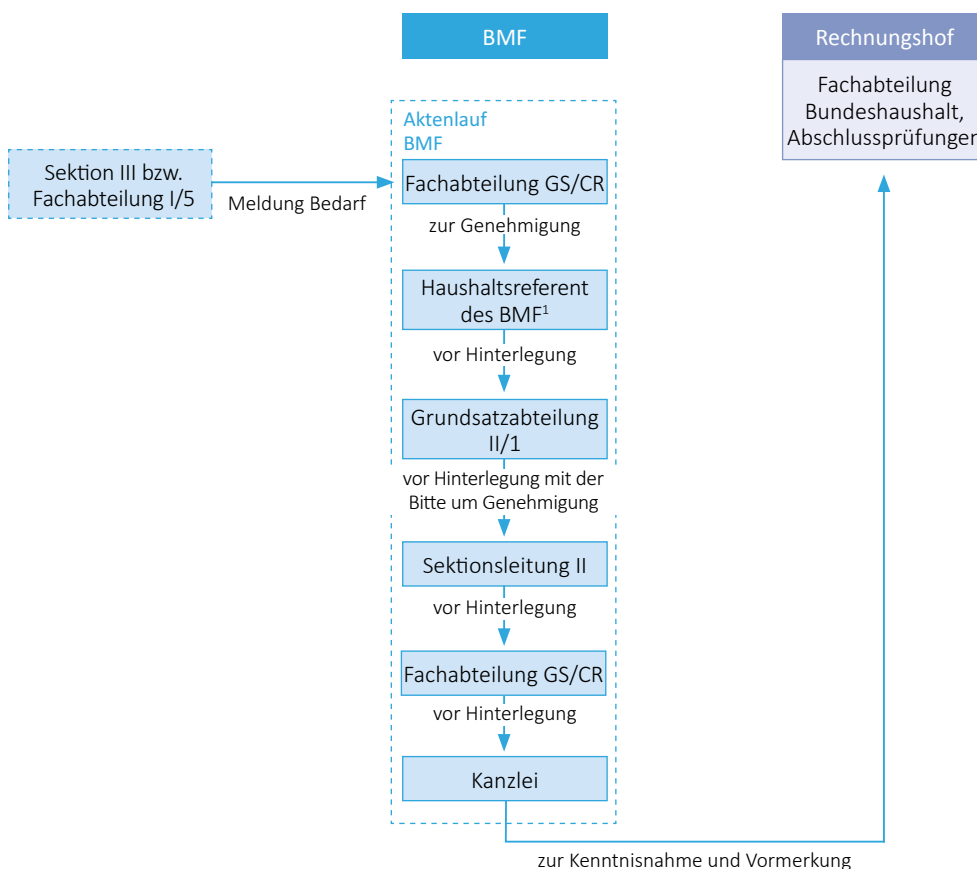 BMF
Rechnungshof
Fachabteilung
Bundeshaushalt,
Abschlussprüfungen
Aktenlauf
BMF
Sektion III bzw.
Fachabteilung I/5
Meldung Bedarf
Fachabteilung GS/CR
zur Genehmigung
Haushaltsreferent
des BMF¹
vor Hinterlegung
Grundsatzabteilung
II/1
vor Hinterlegung mit der
Bitte um Genehmigung
Sektionsleitung II
vor Hinterlegung
Fachabteilung GS/CR
vor Hinterlegung
Kanzlei
zur Kenntnisnahme und Vormerkung